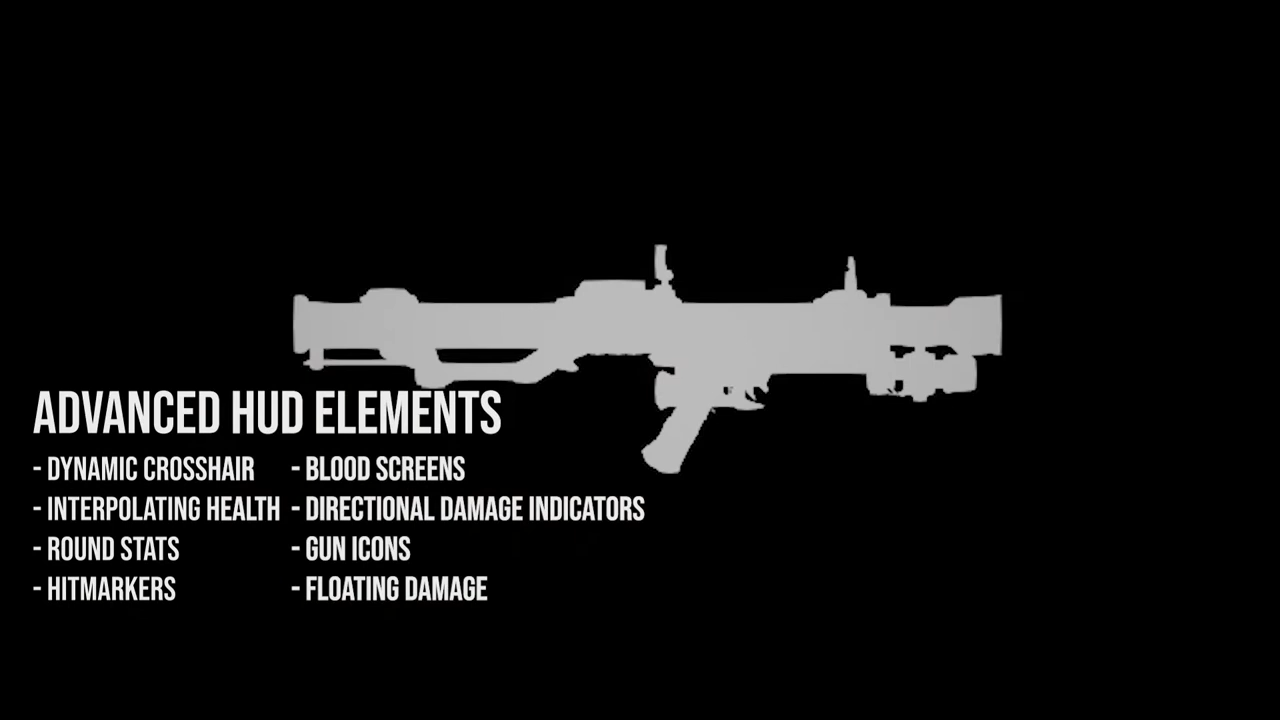 ADVANCED HUD ELEMENTS
- DYNAMIC CROSSHAIR
- INTERPOLATING HEALTH
- ROUND STATS
- HITMARKERS
- BLOOD SCREENS
- DIRECTIONAL DAMAGE INDICATORS
- GUN ICONS
- FLOATING DAMAGE